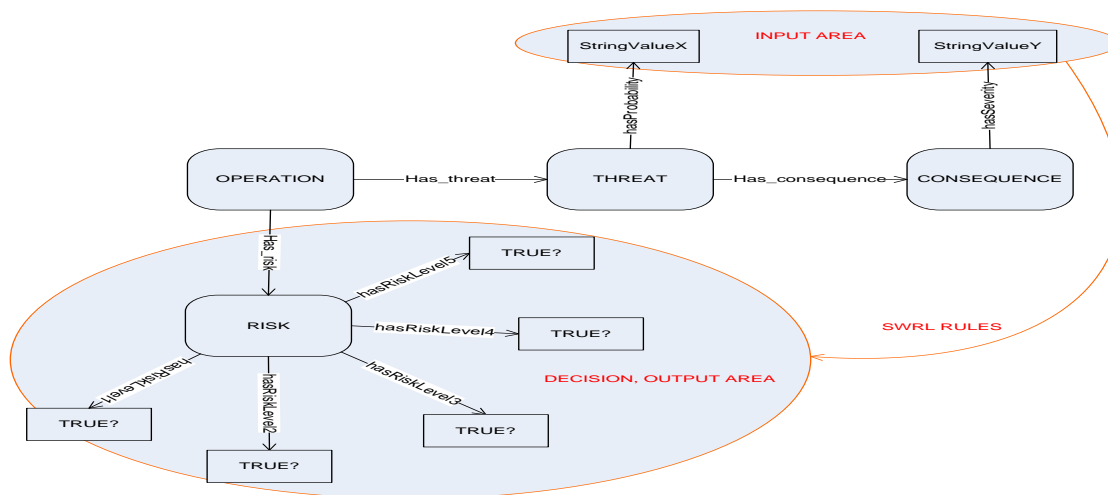 INPUT AREA
StringValueX
StringValueY
hasProbability
hasSeverity
OPERATION
Has_threat
THREAT
Has_consequence
CONSEQUENCE
Has_risk
TRUE?
hasRiskLevel5
RISK
hasRiskLevel4
TRUE?
SWRL RULES
hasRiskLevel1
hasRiskLevel2
hasRiskLevel3
DECISION, OUTPUT AREA
TRUE?
TRUE?
TRUE?